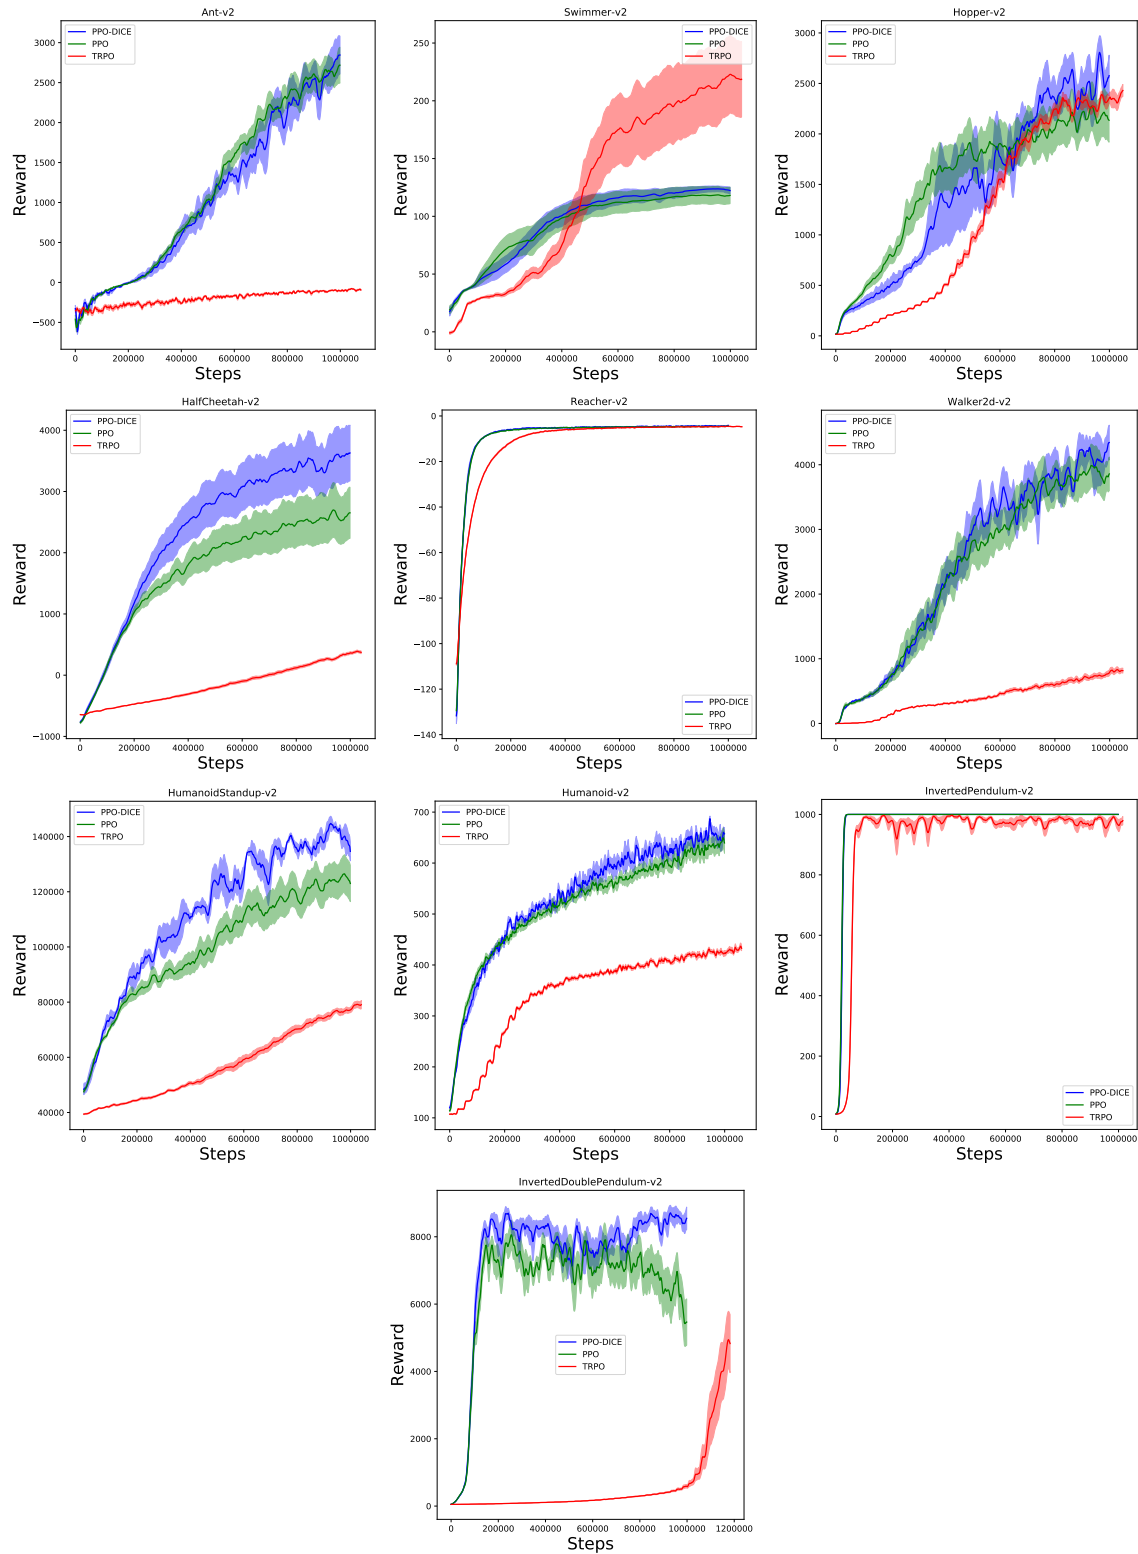 Ant-v2
PPO-DICE
PPO
TRPO
3000
2500
2000
1500
1000
500
0
−500
Reward
0 200000 400000 600000 800000 1000000
Steps
Swimmer-v2
PPO-DICE
PPO
TRPO
250
200
150
100
50
0
Reward
0 200000 400000 600000 800000 1000000
Steps
Hopper-v2
PPO-DICE
PPO
TRPO
3000
2500
2000
1500
1000
500
0
Reward
0 200000 400000 600000 800000 1000000
Steps
HalfCheetah-v2
PPO-DICE
PPO
TRPO
4000
3000
2000
1000
0
−1000
Reward
0 200000 400000 600000 800000 1000000
Steps
Reacher-v2
0
−20
−40
−60
−80
−100
−120
−140
Reward
PPO-DICE
PPO
TRPO
0 200000 400000 600000 800000 1000000
Steps
Walker2d-v2
PPO-DICE
PPO
TRPO
4000
3000
2000
1000
0
Reward
0 200000 400000 600000 800000 1000000
Steps
HumanoidStandup-v2
PPO-DICE
PPO
TRPO
140000
120000
100000
80000
60000
40000
Reward
0 200000 400000 600000 800000 1000000
Steps
Humanoid-v2
PPO-DICE
PPO
TRPO
700
600
500
400
300
200
100
Reward
0 200000 400000 600000 800000 1000000
Steps
InvertedPendulum-v2
1000
800
600
400
200
0
Reward
PPO-DICE
PPO
TRPO
0 200000 400000 600000 800000 1000000
Steps
InvertedDoublePendulum-v2
8000
6000
4000
2000
0
Reward
PPO-DICE
PPO
TRPO
0 200000 400000 600000 800000 1000000 1200000
Steps